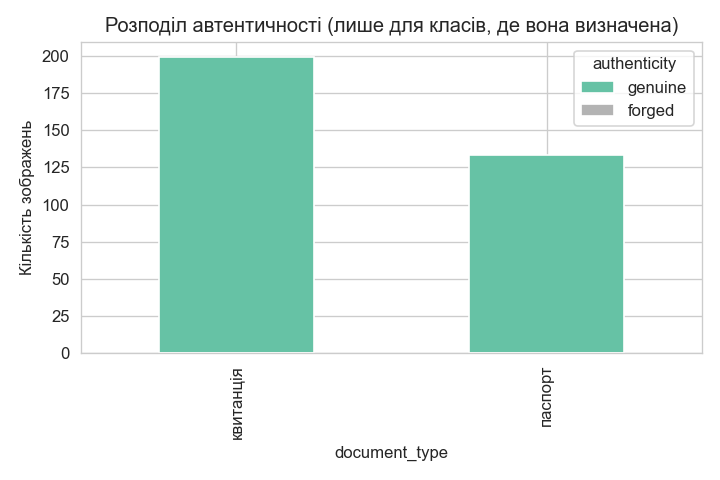 Розподіл автентичності (лише для класів, де вона визначена)
authenticity
genuine
forged
Кількість зображень
200
175
150
125
100
75
50
25
0
квитанція
паспорт
document_type